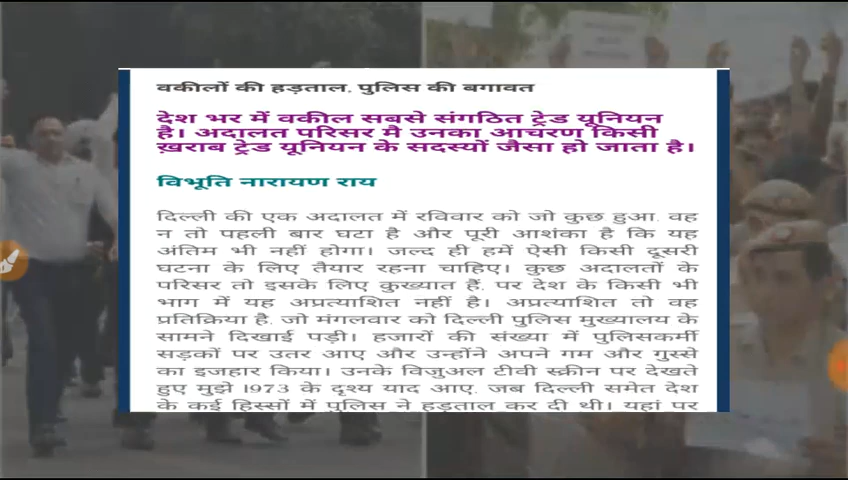 वकीलों की हड़ताल, पुलिस की बगावत
देश भर में वकील सबसे संगठित ट्रेड यूनियन
है। अदालत परिसर मै उनका आचरण किसी
ख़राब ट्रेड यूनियन के सदस्यों जैसा हो जाता है।
विभूति नारायण राय
दिल्ली की एक अदालत में रविवार को जो कुछ हुआ, वह
न तो पहली बार घटा है और पूरी आशंका है कि यह
अंतिम भी नहीं होगा। जल्द ही हमें ऐसी किसी दूसरी
घटना के लिए तैयार रहना चाहिए। कुछ अदालतों के
परिसर तो इसके लिए कुख्यात हैं, पर देश के किसी भी
भाग में यह अप्रत्याशित नहीं है। अप्रत्याशित तो वह
प्रतिक्रिया है, जो मंगलवार को दिल्ली पुलिस मुख्यालय के
सामने दिखाई पड़ी। हजारों की संख्या में पुलिसकर्मी
सड़कों पर उतर आए और उन्होंने अपने गम और गुस्से
का इजहार किया। उनके विजुअल टीवी स्क्रीन पर देखते
हुए मुझे 1973 के दृश्य याद आए, जब दिल्ली समेत देश
के कई हिस्सों में पुलिस ने हड़ताल कर दी थी। यहां पर